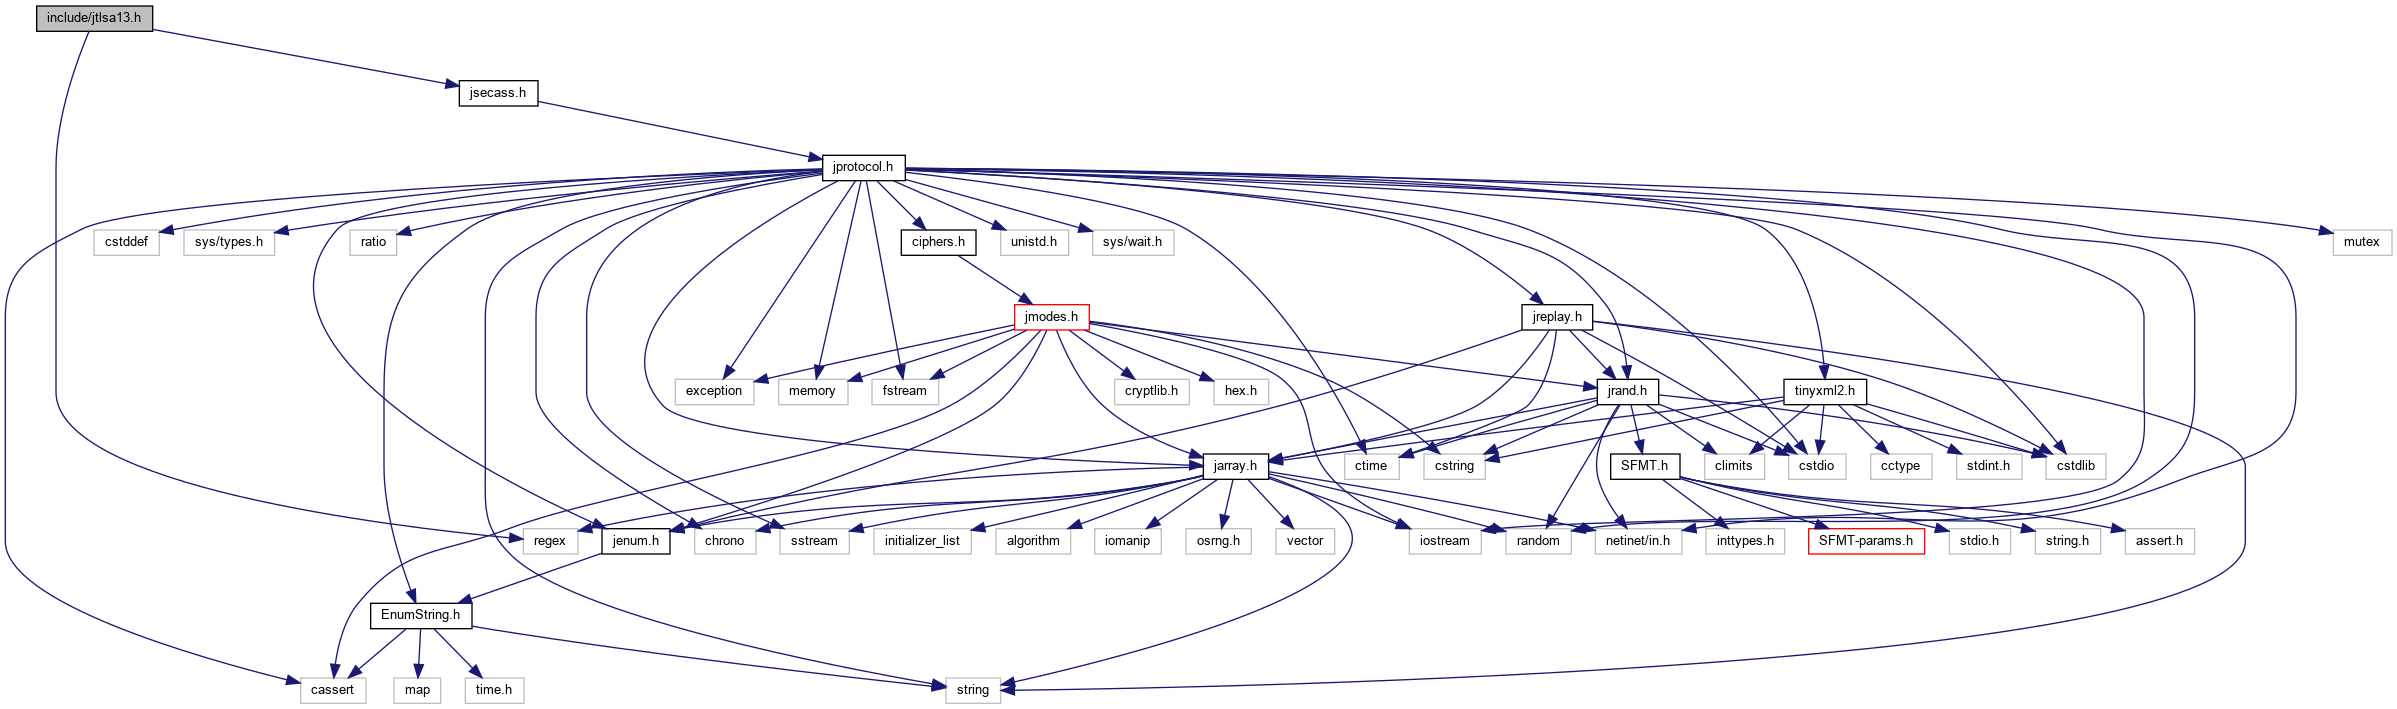 include/jtlsa13.h
jsecass.h
jprotocol.h
cstddef
sys/types.h
ratio
ciphers.h
unistd.h
sys/wait.h
mutex
jmodes.h
jreplay.h
exception
memory
fstream
cryptlib.h
hex.h
jrand.h
tinyxml2.h
jarray.h
ctime
cstring
SFMT.h
climits
cstdio
cctype
stdint.h
cstdlib
regex
jenum.h
chrono
sstream
initializer_list
algorithm
iomanip
osrng.h
vector
iostream
random
netinet/in.h
inttypes.h
SFMT-params.h
stdio.h
string.h
assert.h
EnumString.h
cassert
map
time.h
string